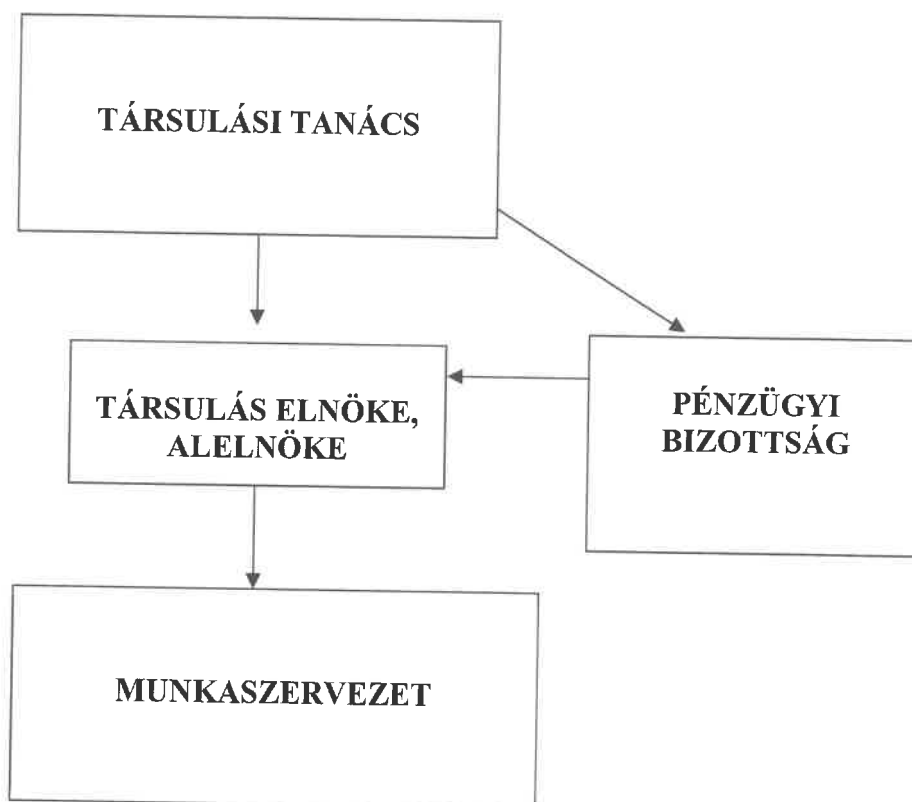 TÁRSULÁSI TANÁCS
TÁRSULÁS ELNÖKE,
ALELNÖKE
PÉNZÜGYI
BIZOTTSÁG
MUNKASZERVEZET